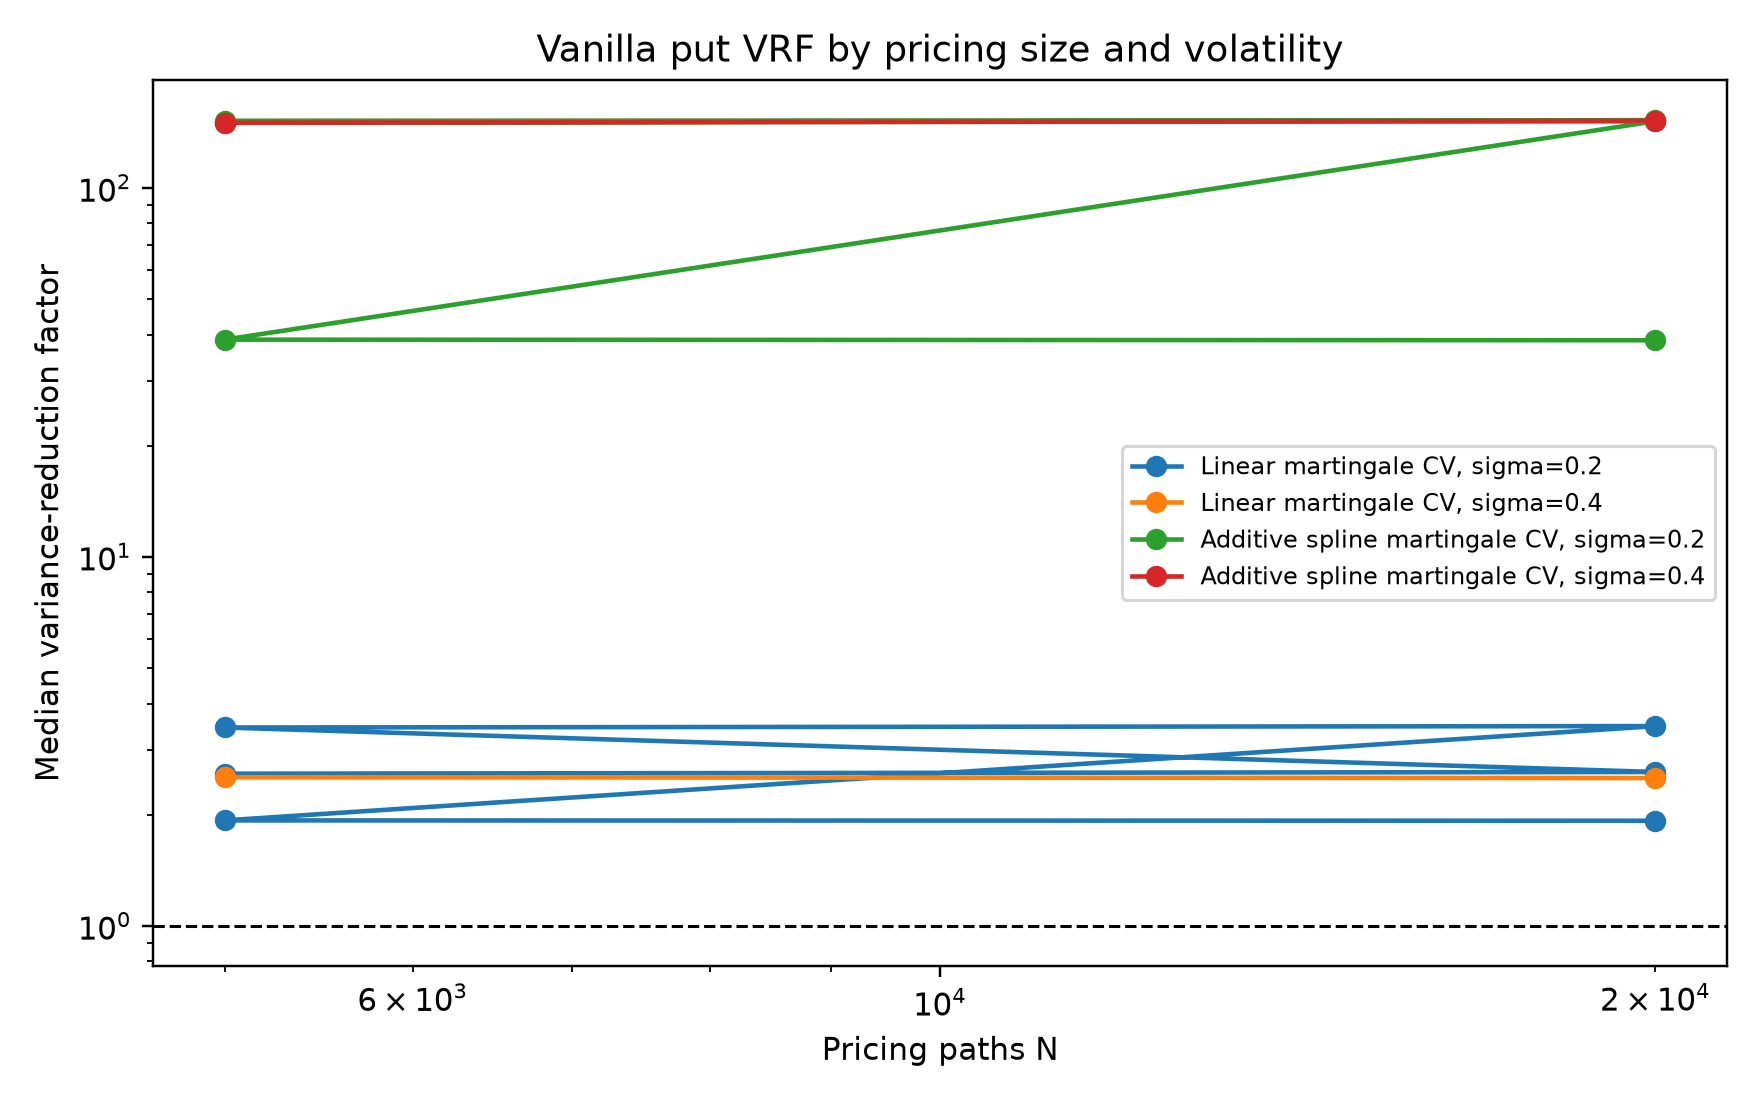 Vanilla put VRF by pricing size and volatility
Median variance-reduction factor
10²
10¹
10⁰
Linear martingale CV, sigma=0.2
Linear martingale CV, sigma=0.4
Additive spline martingale CV, sigma=0.2
Additive spline martingale CV, sigma=0.4
6 × 10³
10⁴
2 × 10⁴
Pricing paths N